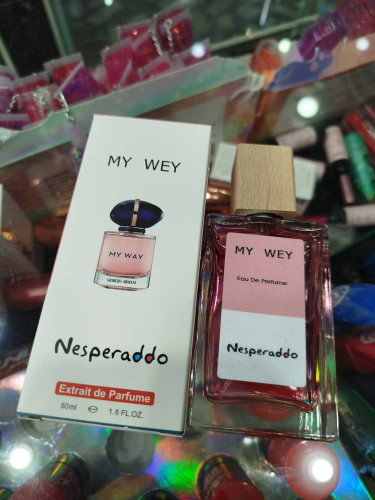 MY WEY
MY WAY
GIORGIO ARMANI
Nesperaddo
Extrait de Parfume
50ml e 1.6 FL.OZ.
MY WEY
Eau De Perfume
Nesperaddo